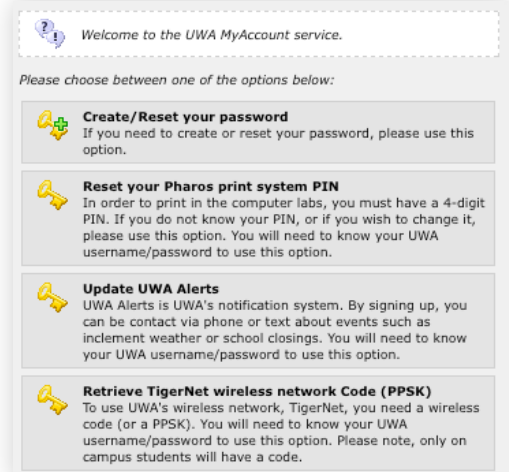 Welcome to the UWA MyAccount service.
Please choose between one of the options below:
Create/Reset your password
If you need to create or reset your password, please use this
option.
Reset your Pharos print system PIN
In order to print in the computer labs, you must have a 4-digit
PIN. If you do not know your PIN, or if you wish to change it,
please use this option. You will need to know your UWA
username/password to use this option.
Update UWA Alerts
UWA Alerts is UWA's notification system. By signing up, you
can be contact via phone or text about events such as
inclement weather or school closings. You will need to know
your UWA username/password to use this option.
Retrieve TigerNet wireless network Code (PPSK)
To use UWA's wireless network, TigerNet, you need a wireless
code (or a PPSK). You will need to know your UWA
username/password to use this option. Please note, only on
campus students will have a code.